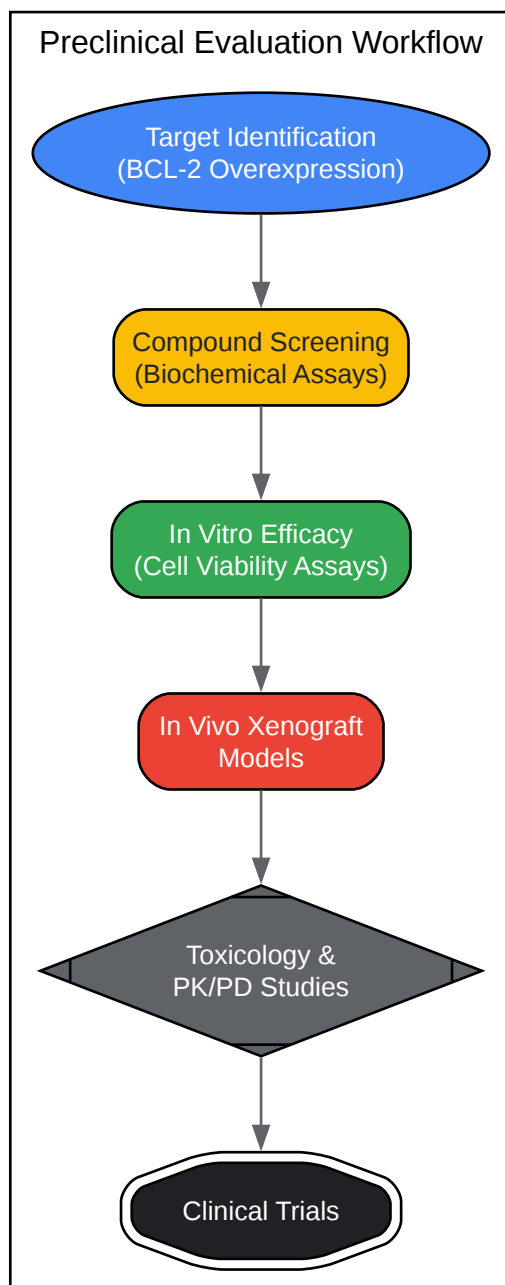 Preclinical Evaluation Workflow
Target Identification
(BCL-2 Overexpression)
Compound Screening
(Biochemical Assays)
In Vitro Efficacy
(Cell Viability Assays)
In Vivo Xenograft
Models
Toxicology &
PK/PD Studies
Clinical Trials